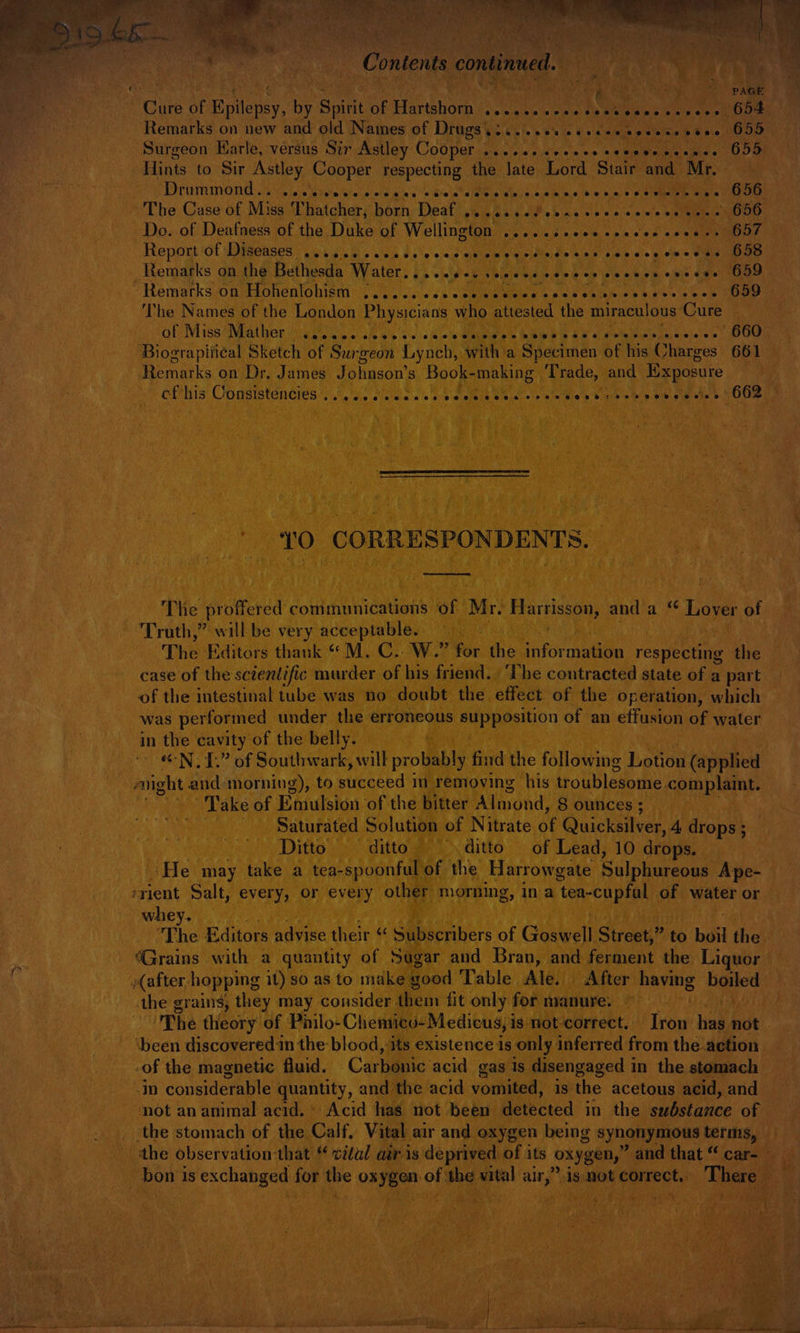 91965
Contents continued.
PAGE
Cure of Epilepsy, by Spirit of Hartshorn .................... 654
Remarks on new and old Names of Drugs .................... 655
Surgeon Earle, versus Sir Astley Cooper .................... 655
Hints to Sir Astley Cooper respecting the late Lord Stair and Mr.
Drummond .................... 656
The Case of Miss Thatcher, born Deaf .................... 656
Do. of Deafness of the Duke of Wellington .................... 657
Report of Diseases .................... 658
Remarks on the Bethesda Water .................... 659
Remarks on Hohenlohism .................... 659
The Names of the London Physicians who attested the miraculous Cure
of Miss Mather .................... 660
Biographical Sketch of Surgeon Lynch, with a Specimen of his Charges 661
Remarks on Dr. James Johnson's Book-making Trade, and Exposure
of his Consistencies .................... 662
TO CORRESPONDENTS.
The proffered communications of Mr. Harrisson, and a “ Lover of
Truth,” will be very acceptable.
The Editors thank “ M. C. W.” for the information respecting the
case of the scientific murder of his friend. The contracted state of a part
of the intestinal tube was no doubt the effect of the operation, which
was performed under the erroneous supposition of an effusion of water
in the cavity of the belly.
“ N. I.” of Southwark, will probably find the following Lotion (applied
night and morning), to succeed in removing his troublesome complaint.
Take of Emulsion of the bitter Almond, 8 ounces ;
Saturated Solution of Nitrate of Quicksilver, 4 drops ;
Ditto ditto ditto of Lead, 10 drops.
He may take a tea-spoonful of the Harrowgate Sulphureous Ape-
rient Salt, every, or every other morning, in a tea-cupful of water or
whey.
The Editors advise their “ Subscribers of Goswell Street,” to boil the
Grains with a quantity of Sugar and Bran, and ferment the Liquor
(after hopping it) so as to make good Table Ale. After having boiled
the grains, they may consider them fit only for manure.
The theory of Philo-Chemico-Medicus, is not correct. Iron has not
been discovered in the blood, its existence is only inferred from the action
of the magnetic fluid. Carbonic acid gas is disengaged in the stomach
in considerable quantity, and the acid vomited, is the acetous acid, and
not an animal acid. Acid has not been detected in the substance of
the stomach of the Calf. Vital air and oxygen being synonymous terms,
the observation that “ vital air is deprived of its oxygen,” and that “ car-
bon is exchanged for the oxygen of the vital air,” is not correct. There